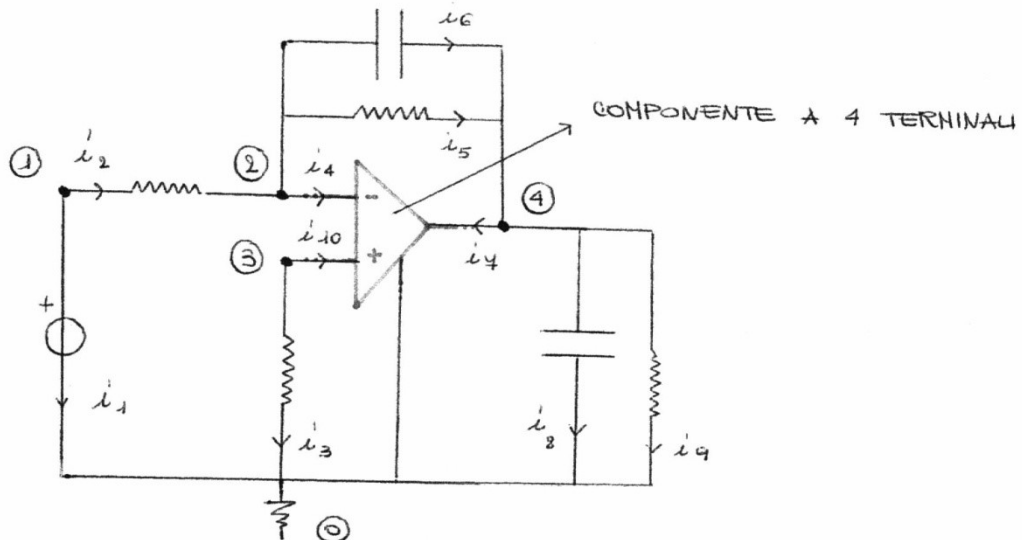 i6
COMPONENTE A 4 TERMINALI
i5
1
i2
2
i4
-
4
i10
3
+
i7
+
i1
i3
i8
i9
0